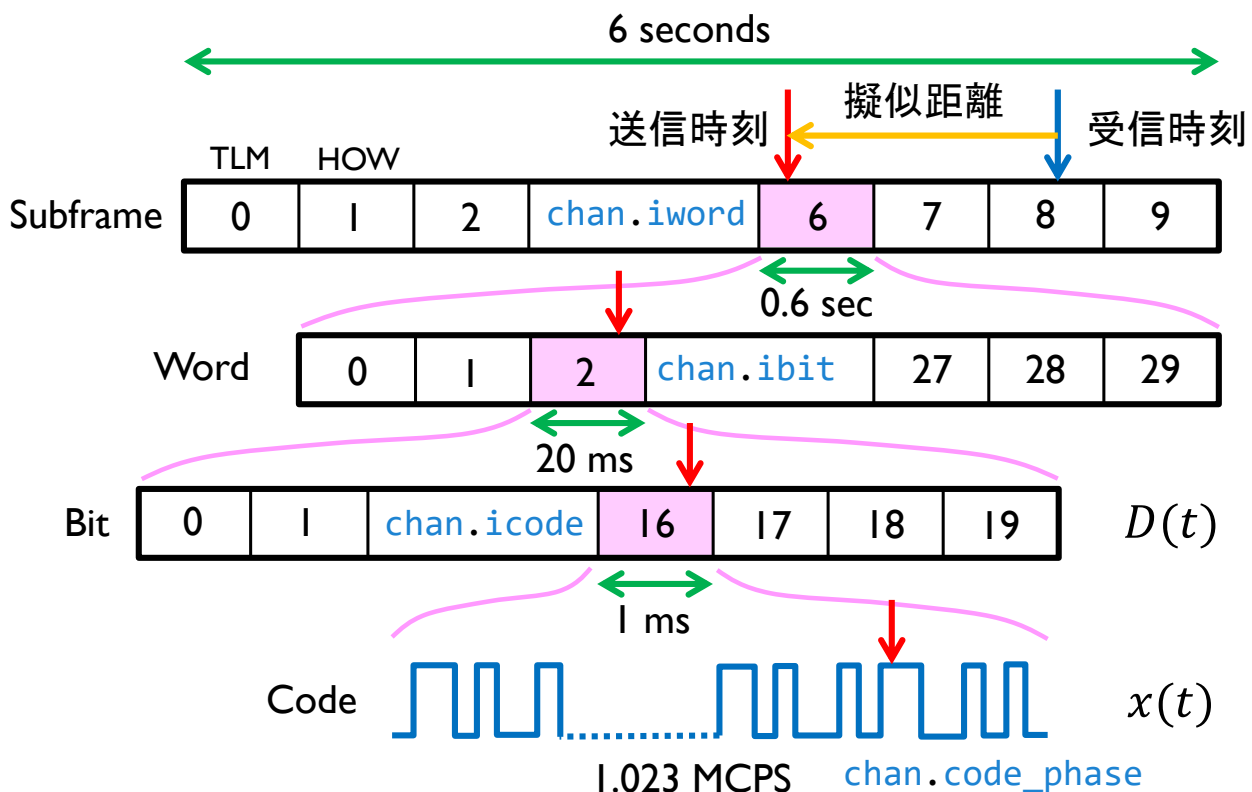 6 seconds
送信時刻 擬似距離 受信時刻
TLM HOW
Subframe 0 1 2 chan.iword 6 7 8 9
0.6 sec
Word 0 1 2 chan.ibit 27 28 29
20 ms
Bit 0 1 chan.icode 16 17 18 19 D(t)
1 ms
Code x(t)
1.023 MCPS chan.code_phase